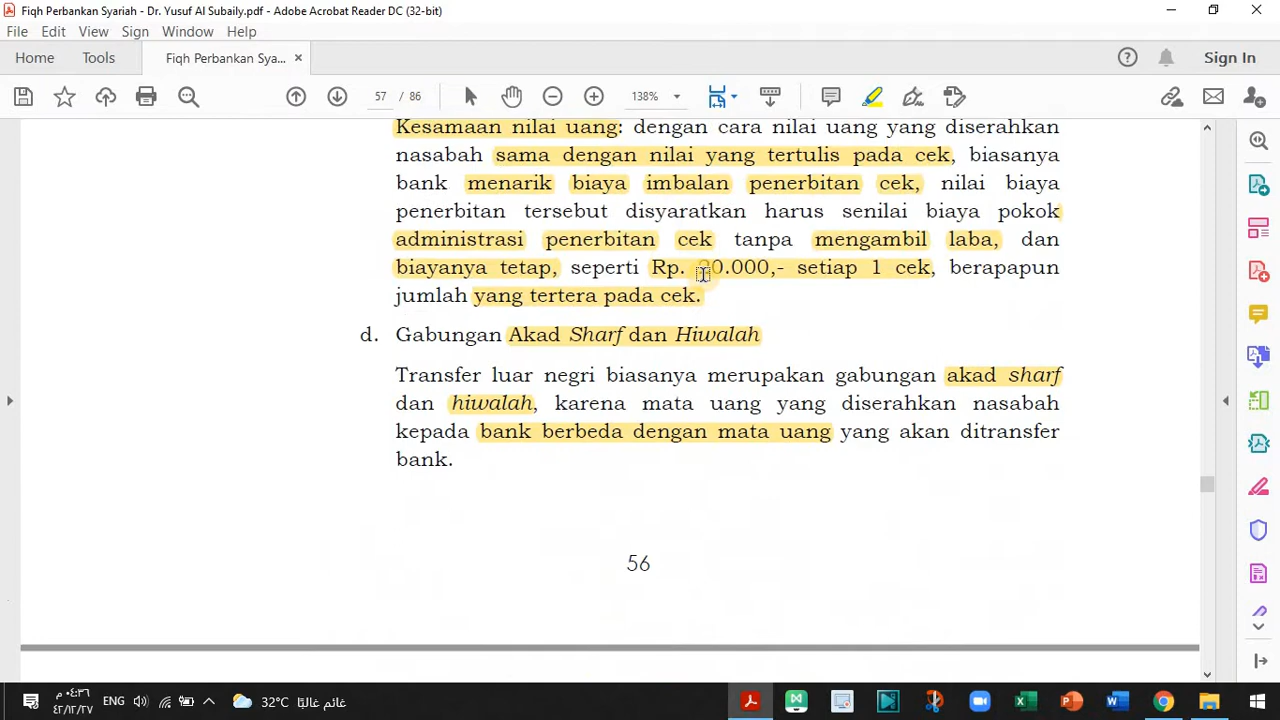 Fiqh Perbankan Syariah - Dr. Yusuf Al Subaily.pdf - Adobe Acrobat Reader DC (32-bit)
File Edit View Sign Window Help
Home Tools Fiqh Perbankan Sya... Sign In
57 / 86 138%
Kesamaan nilai uang: dengan cara nilai uang yang diserahkan
nasabah sama dengan nilai yang tertulis pada cek, biasanya
bank menarik biaya imbalan penerbitan cek, nilai biaya
penerbitan tersebut disyaratkan harus senilai biaya pokok
administrasi penerbitan cek tanpa mengambil laba, dan
biayanya tetap, seperti Rp. 20.000,- setiap 1 cek, berapapun
jumlah yang tertera pada cek.
d. Gabungan Akad Sharf dan Hiwalah
Transfer luar negri biasanya merupakan gabungan akad sharf
dan hiwalah, karena mata uang yang diserahkan nasabah
kepada bank berbeda dengan mata uang yang akan ditransfer
bank.
56
ENG 32°C غائم غالبًا